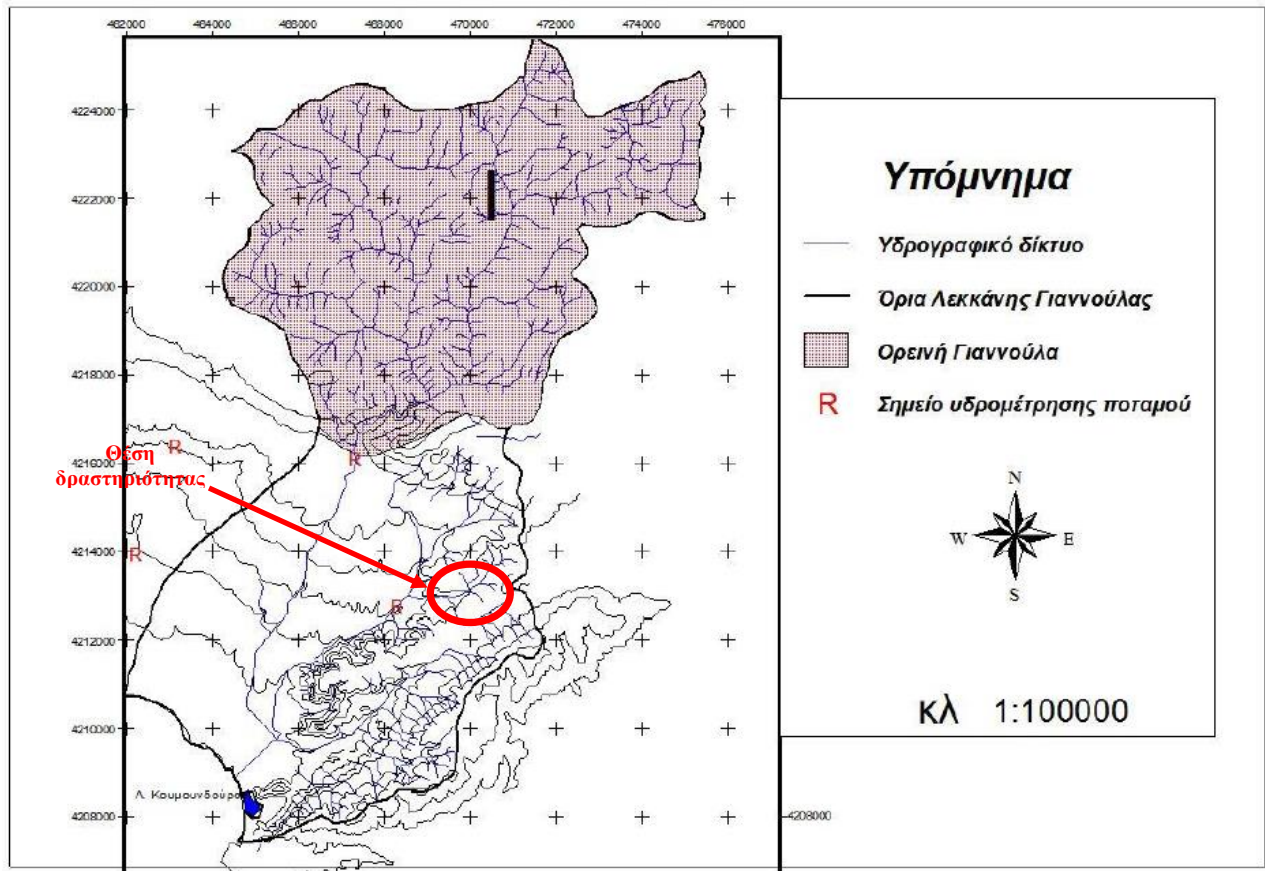 462000 464000 466000 468000 470000 472000 474000 476000
4224000
4222000
4220000
4218000
4216000
4214000
4212000
4210000
4208000
4208000
R
R
R
R
Θέση
δραστηριότητας
Λ. Κουμουνδούρου
Υπόμνημα
Υδρογραφικό δίκτυο
Όρια Λεκκάνης Γιαννούλας
Ορεινή Γιαννούλα
R Σημείο υδρομέτρησης ποταμού
N
W E
S
κλ 1:100000